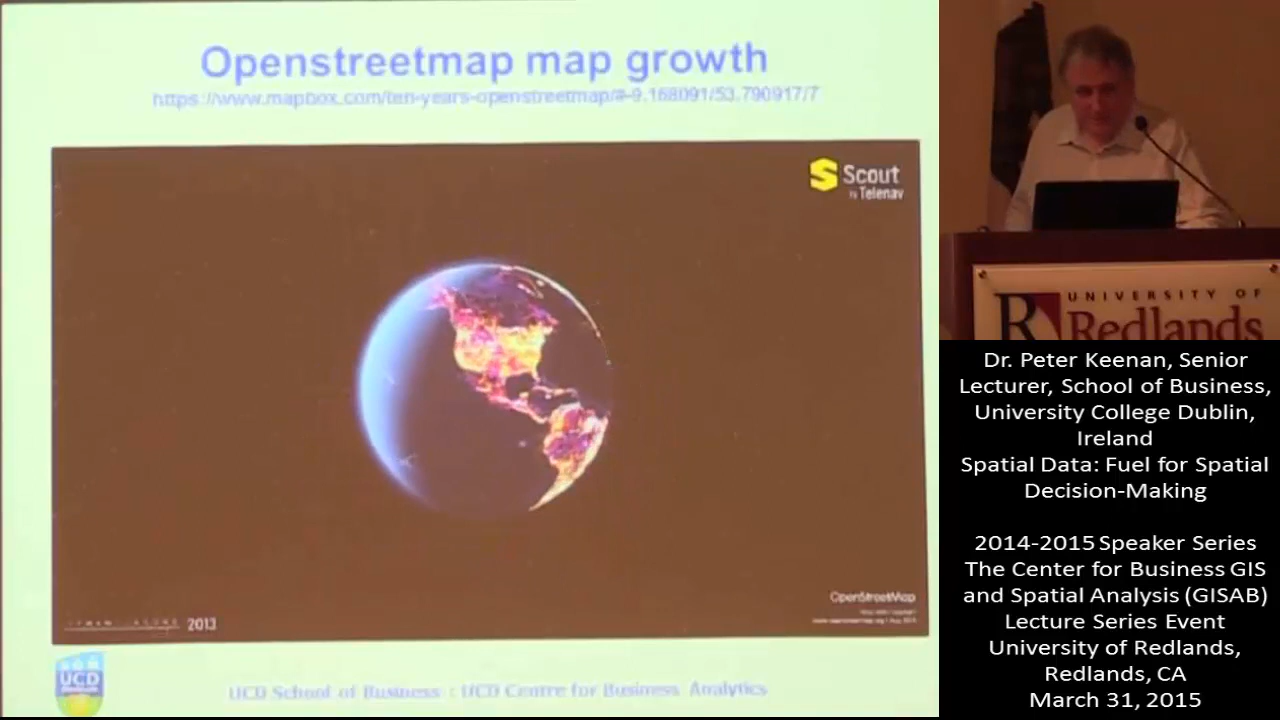 Openstreetmap map growth
https://www.mapbox.com/ten-years-openstreetmap/#-9.168091/53.790917/7
Scout
by Telenav
2013
OpenStreetMap
UCD
UCD School of Business : UCD Centre for Business Analytics
UNIVERSITY OF
R Redlands
Dr. Peter Keenan, Senior
Lecturer, School of Business,
University College Dublin,
Ireland
Spatial Data: Fuel for Spatial
Decision-Making
2014-2015 Speaker Series
The Center for Business GIS
and Spatial Analysis (GISAB)
Lecture Series Event
University of Redlands,
Redlands, CA
March 31, 2015